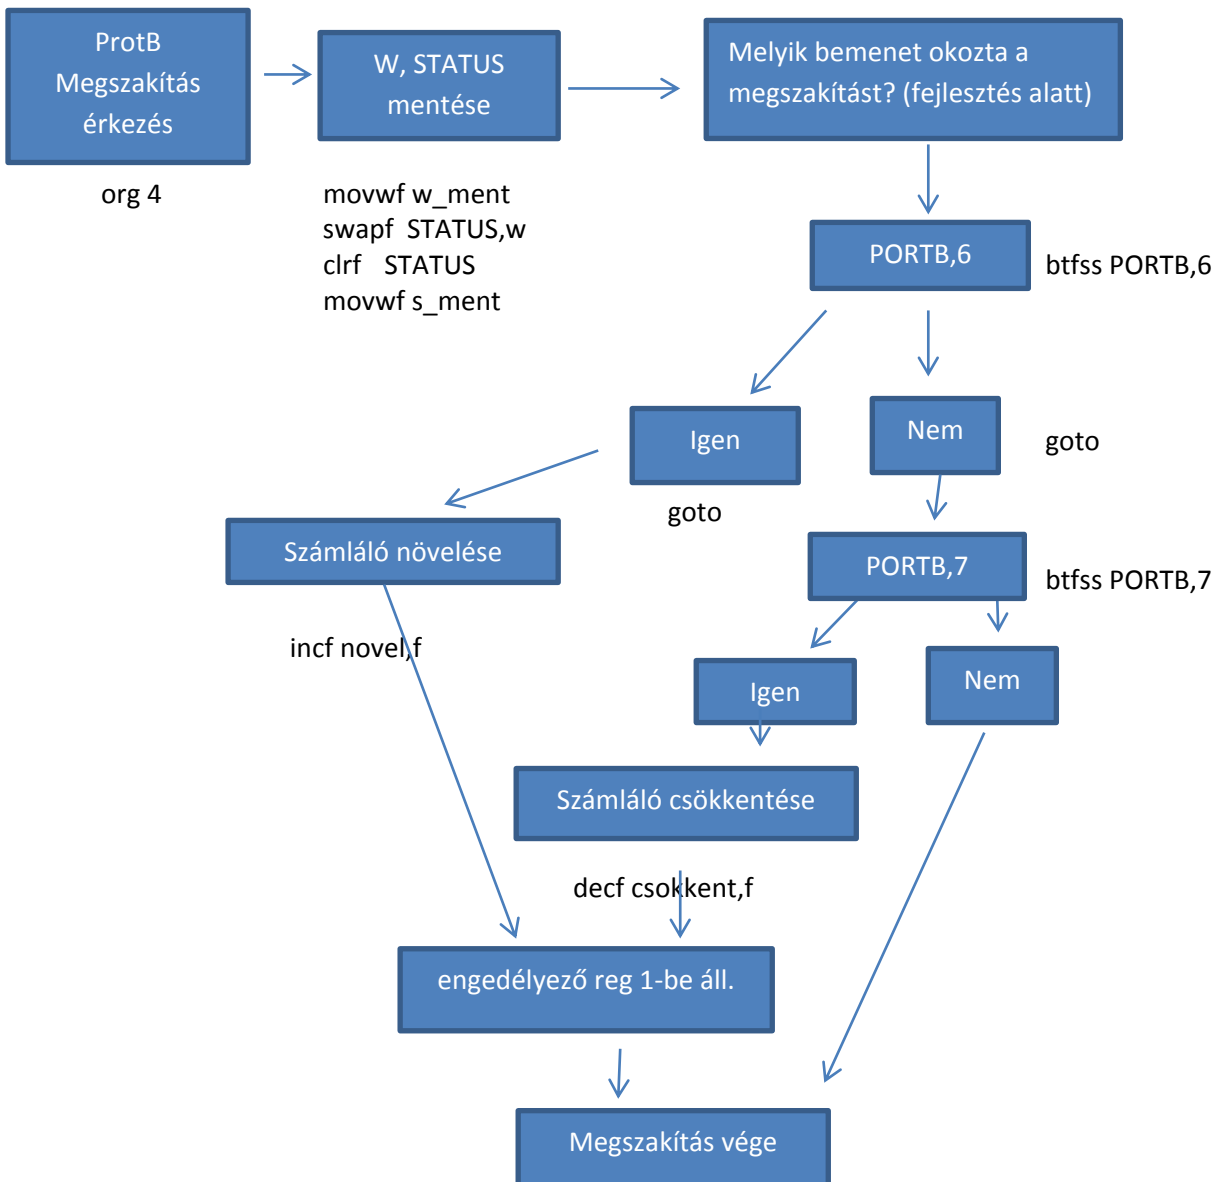 ProtB
Megszakítás
érkezés
W, STATUS
mentése
Melyik bemenet okozta a
megszakítást? (fejlesztés alatt)
org 4
movwf w_ment
swapf STATUS,w
clrf STATUS
movwf s_ment
PORTB,6
btfss PORTB,6
Igen
Nem
goto
goto
Számláló növelése
PORTB,7
btfss PORTB,7
incf novel,f
Igen
Nem
Számláló csökkentése
decf csokkent,f
engedélyező reg 1-be áll.
Megszakítás vége